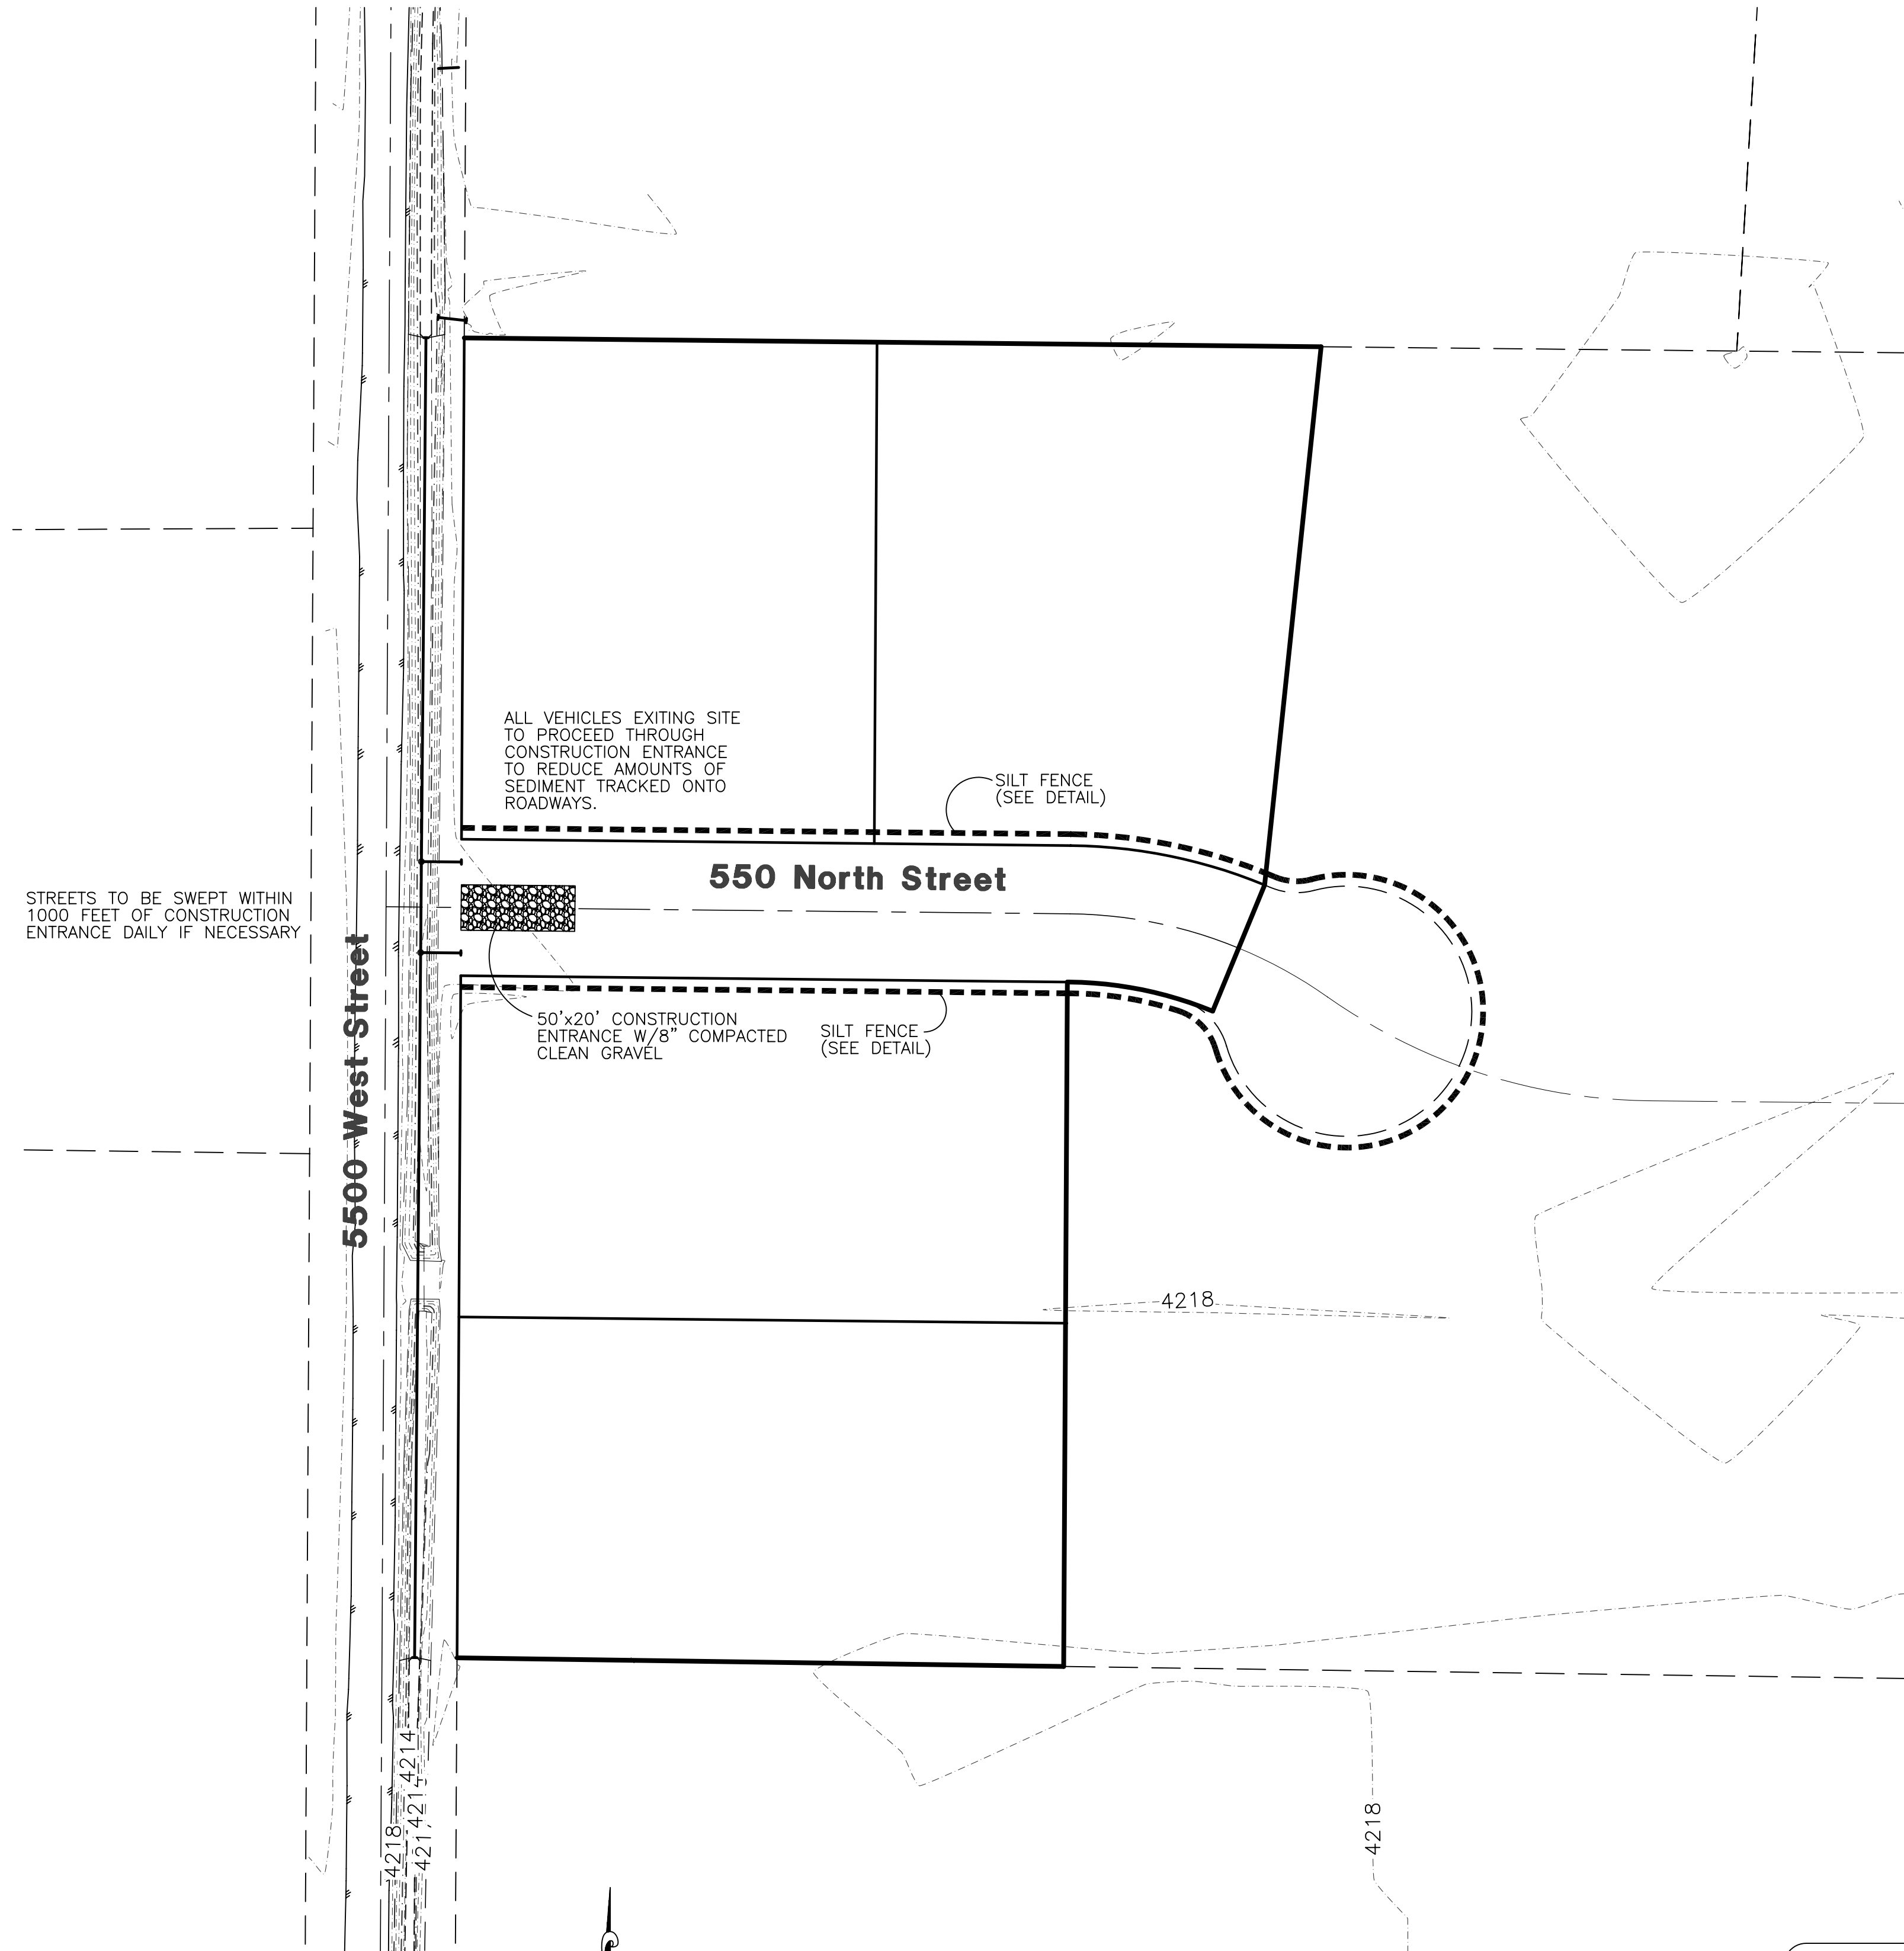 ALL VEHICLES EXITING SITE
TO PROCEED THROUGH
CONSTRUCTION ENTRANCE
TO REDUCE AMOUNTS OF
SEDIMENT TRACKED ONTO
ROADWAYS.
SILT FENCE
(SEE DETAIL)
550 North Street
STREETS TO BE SWEPT WITHIN
1000 FEET OF CONSTRUCTION
ENTRANCE DAILY IF NECESSARY
5500 West Street
50'x20' CONSTRUCTION
ENTRANCE W/8" COMPACTED
CLEAN GRAVEL
SILT FENCE
(SEE DETAIL)
4218
4214
4214
4217
4218
4218